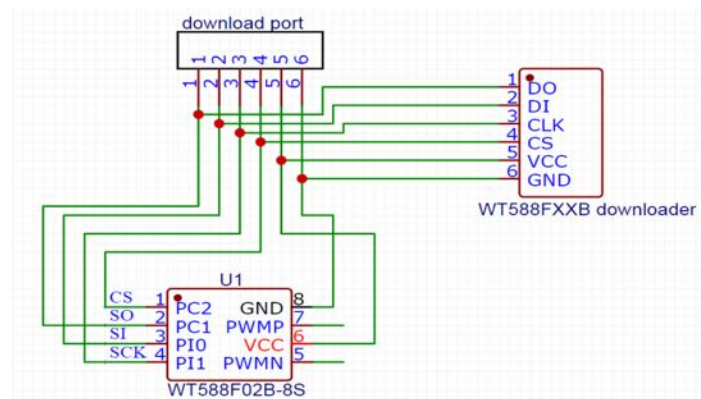 download port
1 2 3 4 5 6
1 2 3 4 5 6
1 DO
2 DI
3 CLK
4 CS
5 VCC
6 GND
WT588FXXB downloader
U1
CS 1 PC2 GND 8
SO 2 PC1 PWMP 7
SI 3 PI0 VCC 6
SCK 4 PI1 PWMN 5
WT588F02B-8S